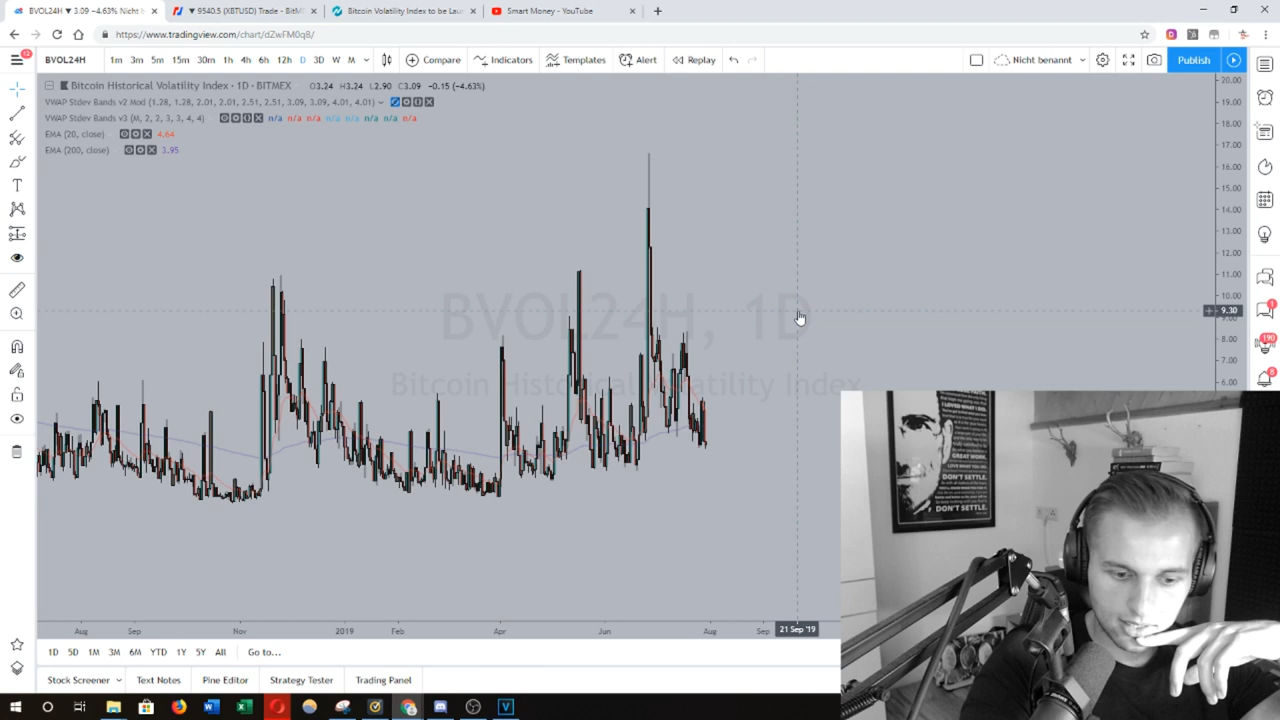 BVOL24H ▼ 3.09 −4.63% Nicht b
▼ 9540.5 (XBTUSD) Trade - BitME
Bitcoin Volatility Index to be Lau
Smart Money - YouTube
https://www.tradingview.com/chart/dZwFM0q8/
12
BVOL24H
1m 3m 5m 15m 30m 1h 4h 6h 12h D 3D W M
Compare
Indicators
Templates
Alert
Replay
Nicht benannt
Publish
Bitcoin Historical Volatility Index · 1D · BITMEX O3.24 H3.24 L2.90 C3.09 −0.15 (−4.63%)
VWAP Stdev Bands v2 Mod (1.28, 1.28, 2.01, 2.01, 2.51, 2.51, 3.09, 3.09, 4.01, 4.01)
VWAP Stdev Bands v3 (M, 2, 2, 3, 3, 4, 4) n/a n/a n/a n/a n/a n/a n/a
EMA (20, close) 4.64
EMA (200, close) 3.95
BVOL24H, 1D
Bitcoin Historical Volatility Index
20.00
19.00
18.00
17.00
16.00
15.00
14.00
13.00
12.00
11.00
10.00
9.30
8.00
7.00
6.00
1
190
8
Aug Sep Nov 2019 Feb Apr Jun Aug Sep 21 Sep '19
1D 5D 1M 3M 6M YTD 1Y 5Y All Go to...
Stock Screener Text Notes Pine Editor Strategy Tester Trading Panel
GREAT WORK.
DON'T SETTLE.
DON'T SETTLE.